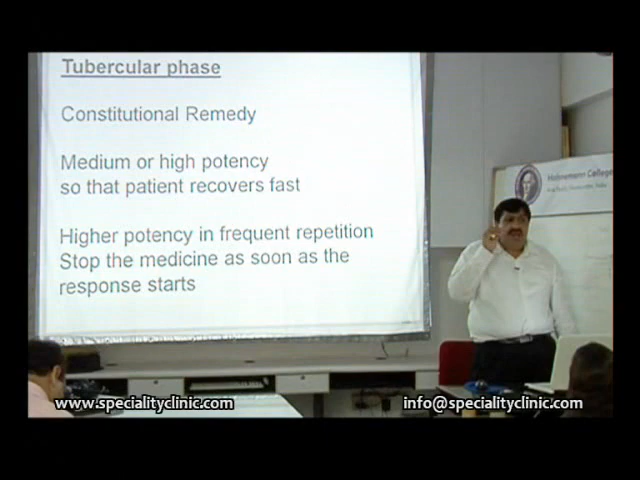 Tubercular phase
Constitutional Remedy
Medium or high potency
so that patient recovers fast
Higher potency in frequent repetition
Stop the medicine as soon as the
response starts
Hahnemann College
www.specialityclinic.com
info@specialityclinic.com